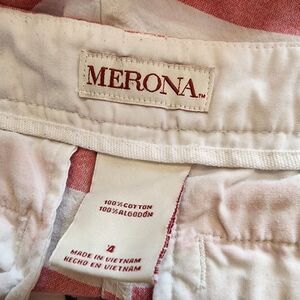 MERONA™
100% COTTON
100% ALGODÓN
4
MADE IN VIETNAM
HECHO EN VIETNAM